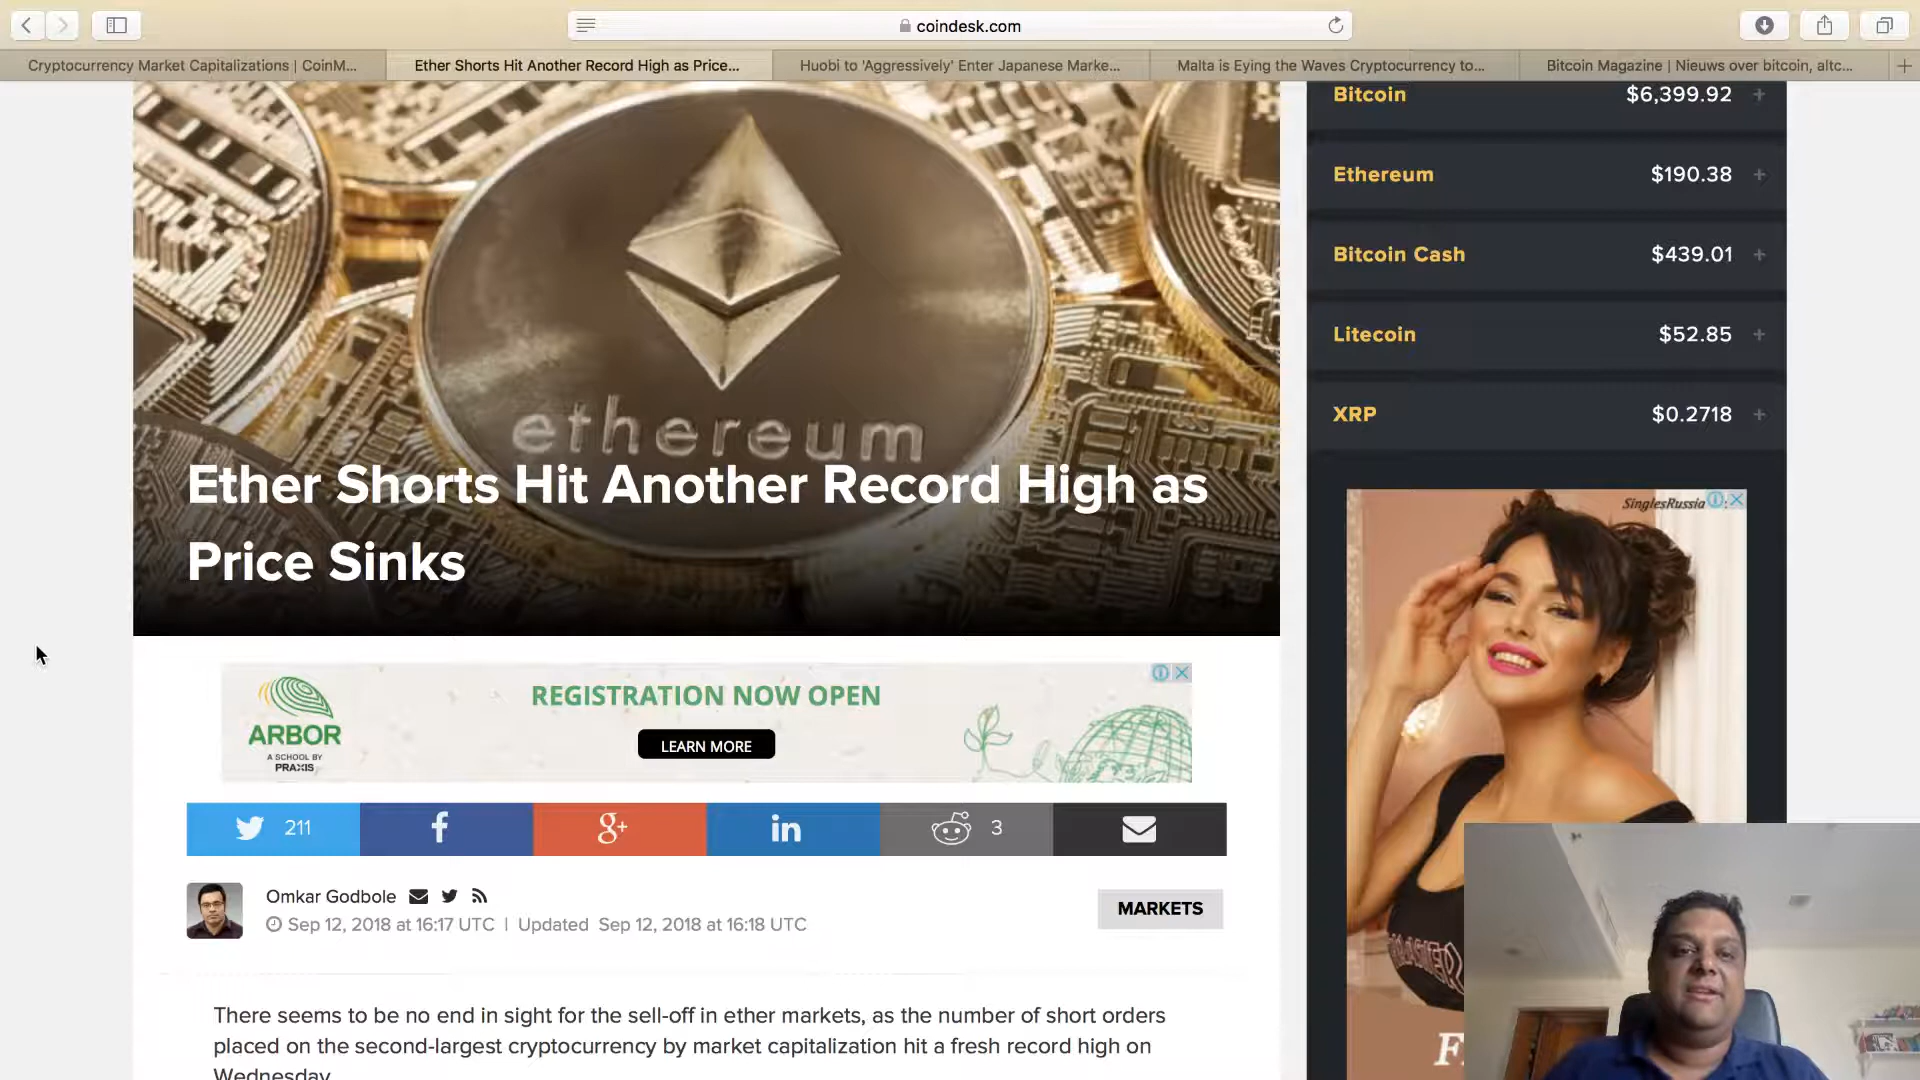 coindesk.com
Cryptocurrency Market Capitalizations | CoinM...
Ether Shorts Hit Another Record High as Price...
Huobi to 'Aggressively' Enter Japanese Marke...
Malta is Eying the Waves Cryptocurrency to...
Bitcoin Magazine | Nieuws over bitcoin, altc...
ethereum
Ether Shorts Hit Another Record High as
Price Sinks
Bitcoin $6,399.92 +
Ethereum $190.38 +
Bitcoin Cash $439.01 +
Litecoin $52.85 +
XRP $0.2718 +
SinglesRussia
REGISTRATION NOW OPEN
LEARN MORE
ARBOR
A SCHOOL BY
PRAXIS
211
3
Omkar Godbole
Sep 12, 2018 at 16:17 UTC | Updated Sep 12, 2018 at 16:18 UTC
MARKETS
There seems to be no end in sight for the sell-off in ether markets, as the number of short orders
placed on the second-largest cryptocurrency by market capitalization hit a fresh record high on
Wednesday